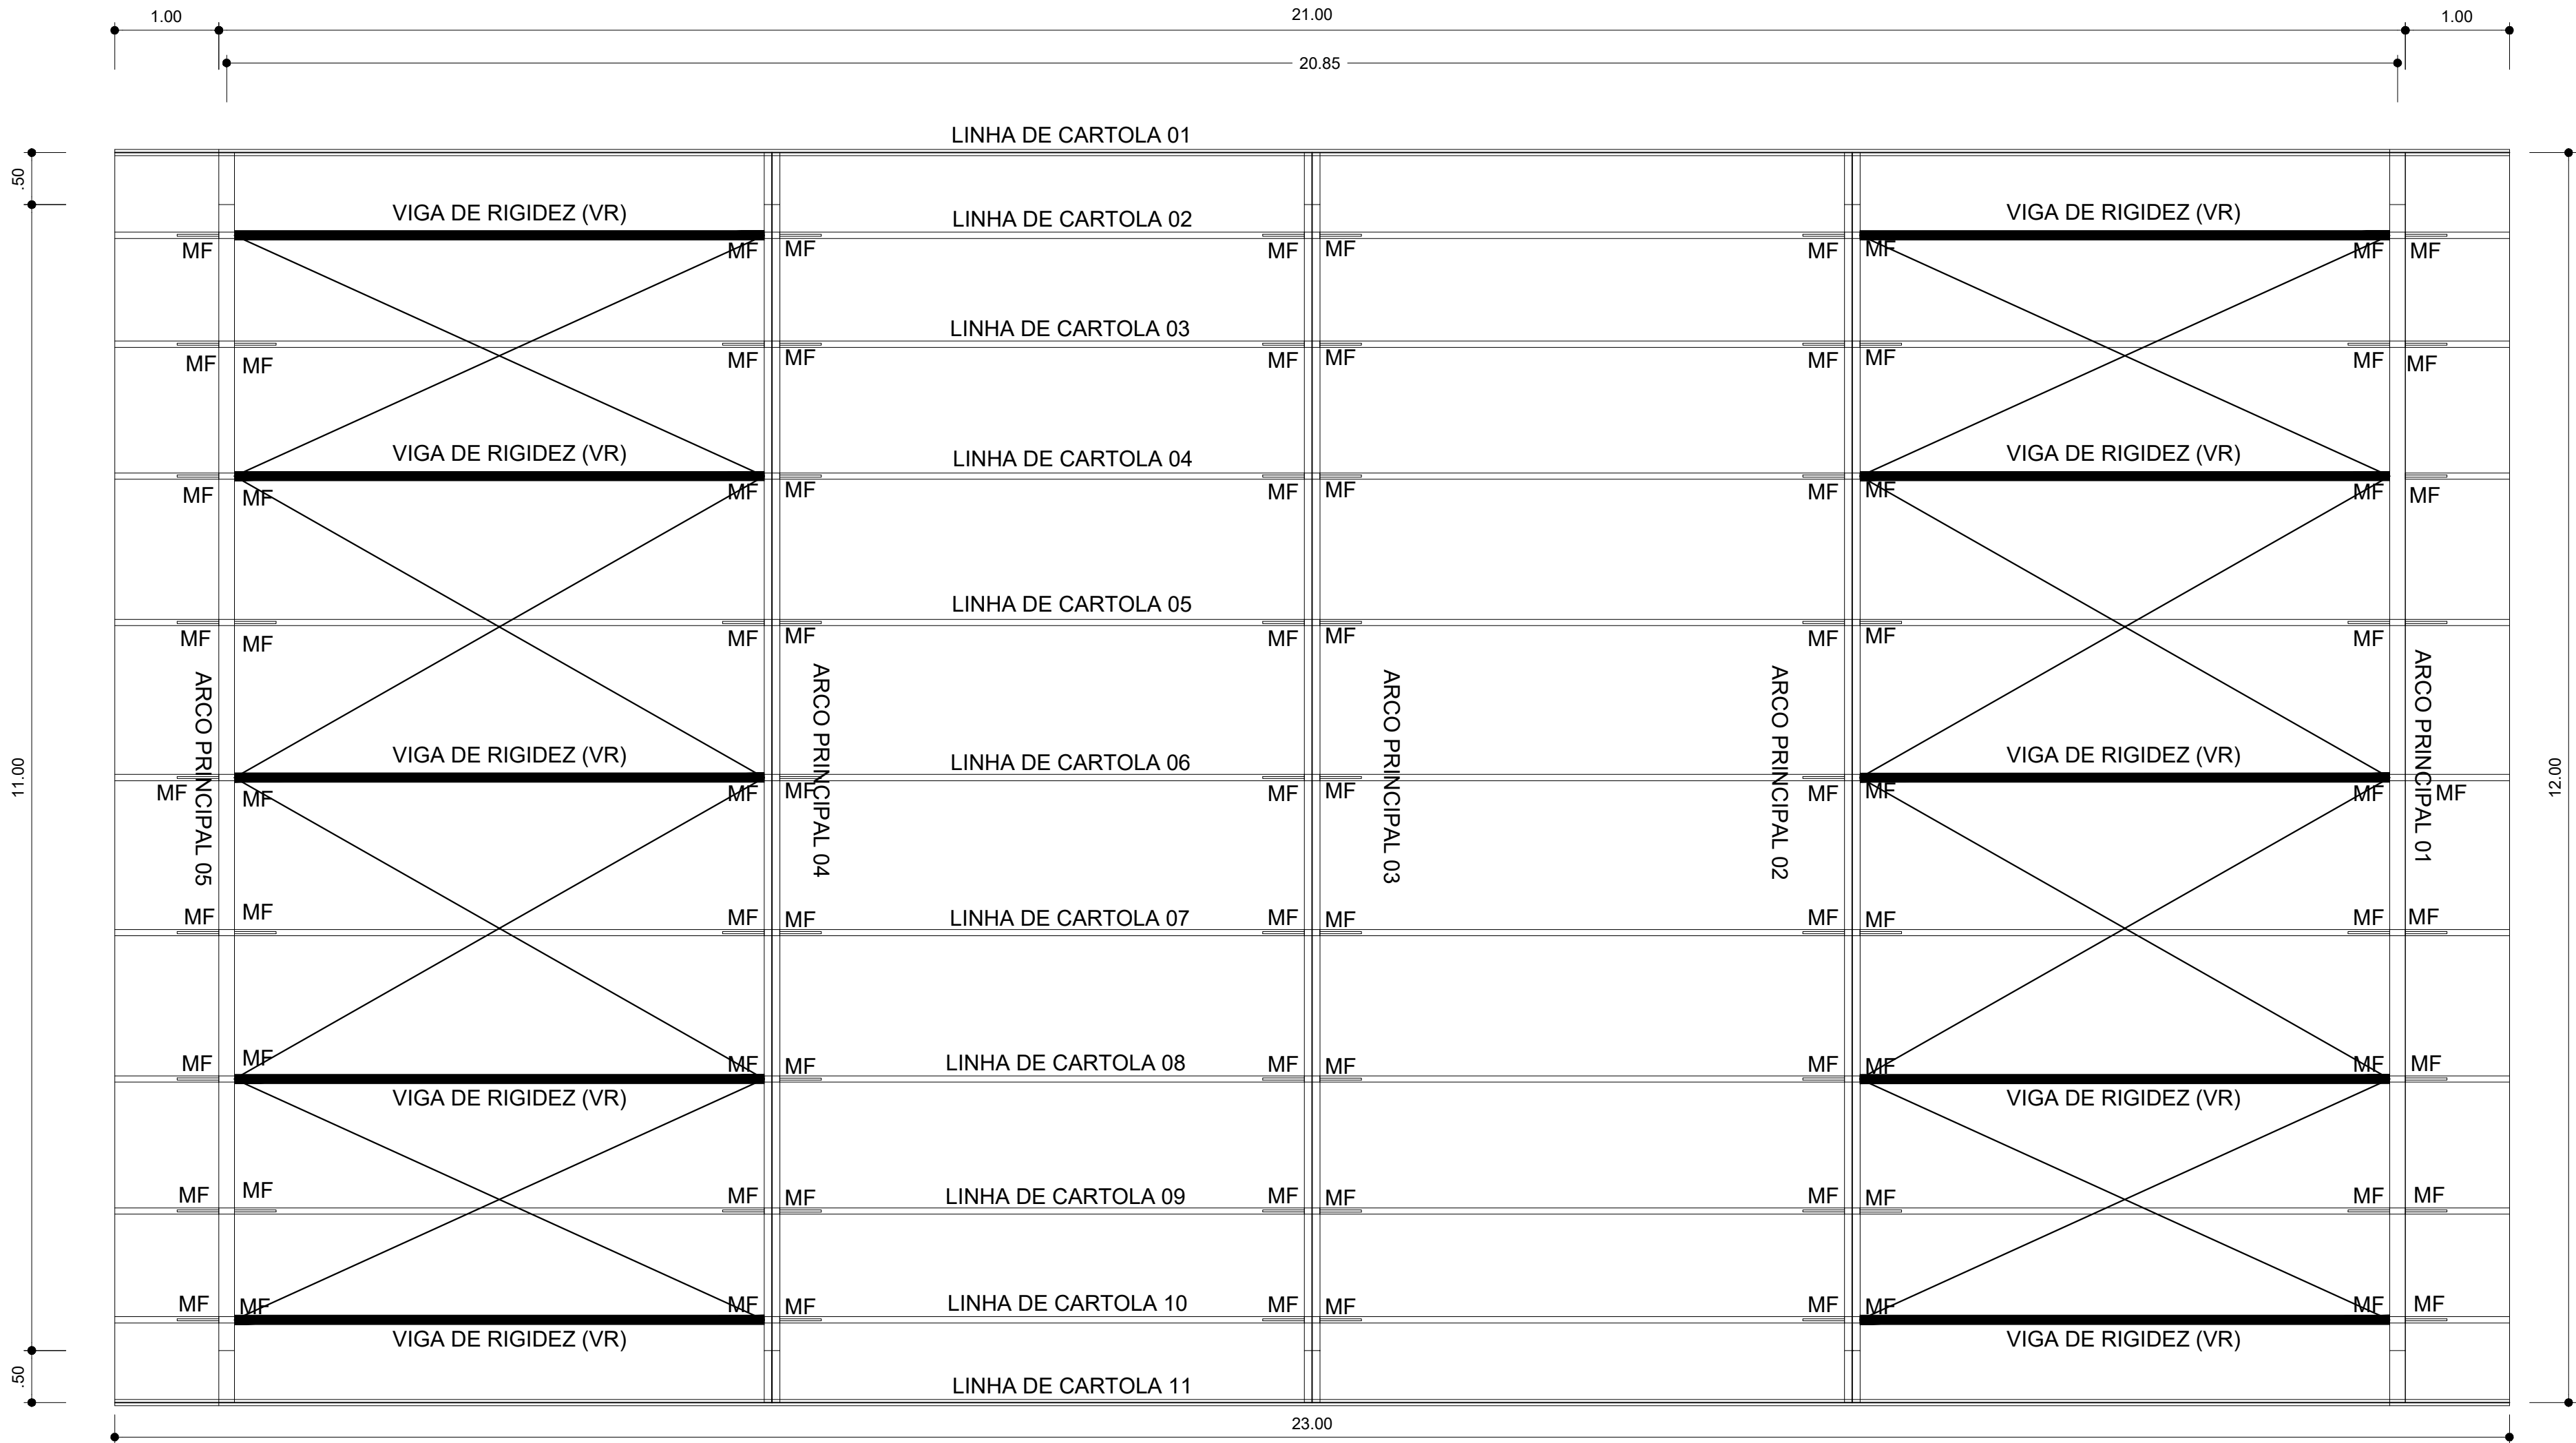 1.00
21.00
1.00
20.85
LINHA DE CARTOLA 01
.50
VIGA DE RIGIDEZ (VR)
LINHA DE CARTOLA 02
VIGA DE RIGIDEZ (VR)
MF MF MF MF MF MF MF MF MF
LINHA DE CARTOLA 03
MF MF MF MF MF MF MF MF MF MF
VIGA DE RIGIDEZ (VR)
LINHA DE CARTOLA 04
VIGA DE RIGIDEZ (VR)
MF MF MF MF MF MF MF MF MF MF
LINHA DE CARTOLA 05
MF MF MF MF MF MF MF MF MF
ARCO PRINCIPAL 05
ARCO PRINCIPAL 04
ARCO PRINCIPAL 03
ARCO PRINCIPAL 02
ARCO PRINCIPAL 01
11.00
VIGA DE RIGIDEZ (VR)
LINHA DE CARTOLA 06
VIGA DE RIGIDEZ (VR)
12.00
MF MF MF MF MF MF MF MF MF MF
MF MF MF MF MF MF MF MF MF MF
LINHA DE CARTOLA 07
MF MF MF MF MF MF MF MF MF MF
LINHA DE CARTOLA 08
VIGA DE RIGIDEZ (VR)
VIGA DE RIGIDEZ (VR)
MF MF MF MF MF MF MF MF MF MF
LINHA DE CARTOLA 09
MF MF MF MF MF MF MF MF MF MF
LINHA DE CARTOLA 10
VIGA DE RIGIDEZ (VR)
VIGA DE RIGIDEZ (VR)
.50
LINHA DE CARTOLA 11
23.00